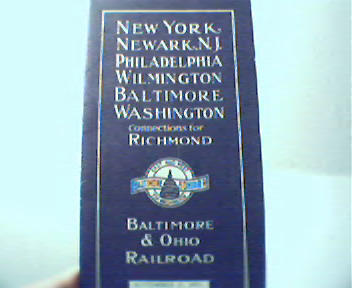 NEW YORK,
NEWARK, N.J.
PHILADELPHIA
WILMINGTON
BALTIMORE
WASHINGTON
Connections for
RICHMOND
BALTIMORE
& OHIO
RAILROAD